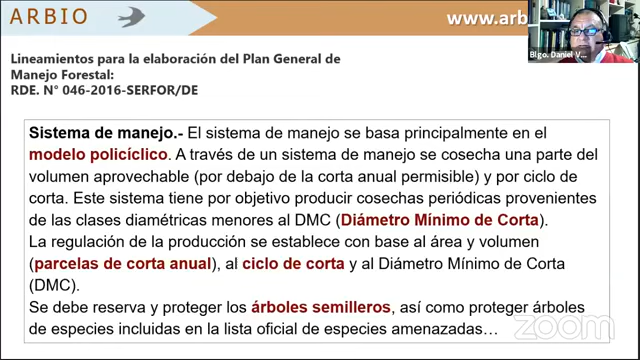 ARBIO
www.arb
Blgo. Daniel V...
Lineamientos para la elaboración del Plan General de
Manejo Forestal:
RDE. N° 046-2016-SERFOR/DE
Sistema de manejo.- El sistema de manejo se basa principalmente en el
modelo policíclico. A través de un sistema de manejo se cosecha una parte del
volumen aprovechable (por debajo de la corta anual permisible) y por ciclo de
corta. Este sistema tiene por objetivo producir cosechas periódicas provenientes
de las clases diamétricas menores al DMC (Diámetro Mínimo de Corta).
La regulación de la producción se establece con base al área y volumen
(parcelas de corta anual), al ciclo de corta y al Diámetro Mínimo de Corta
(DMC).
Se debe reserva y proteger los árboles semilleros, así como proteger árboles
de especies incluidas en la lista oficial de especies amenazadas...
zoom